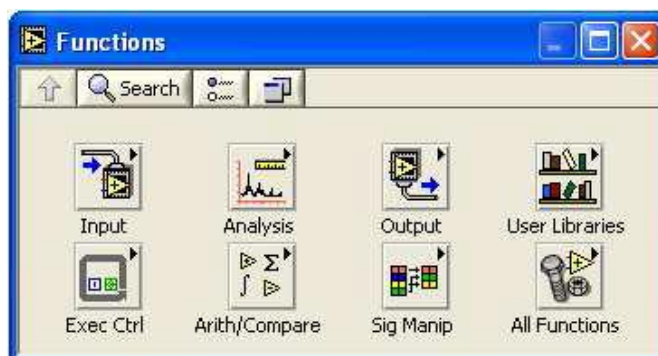 Functions
Search
Input Analysis Output User Libraries
Exec Ctrl Arith/Compare Sig Manip All Functions